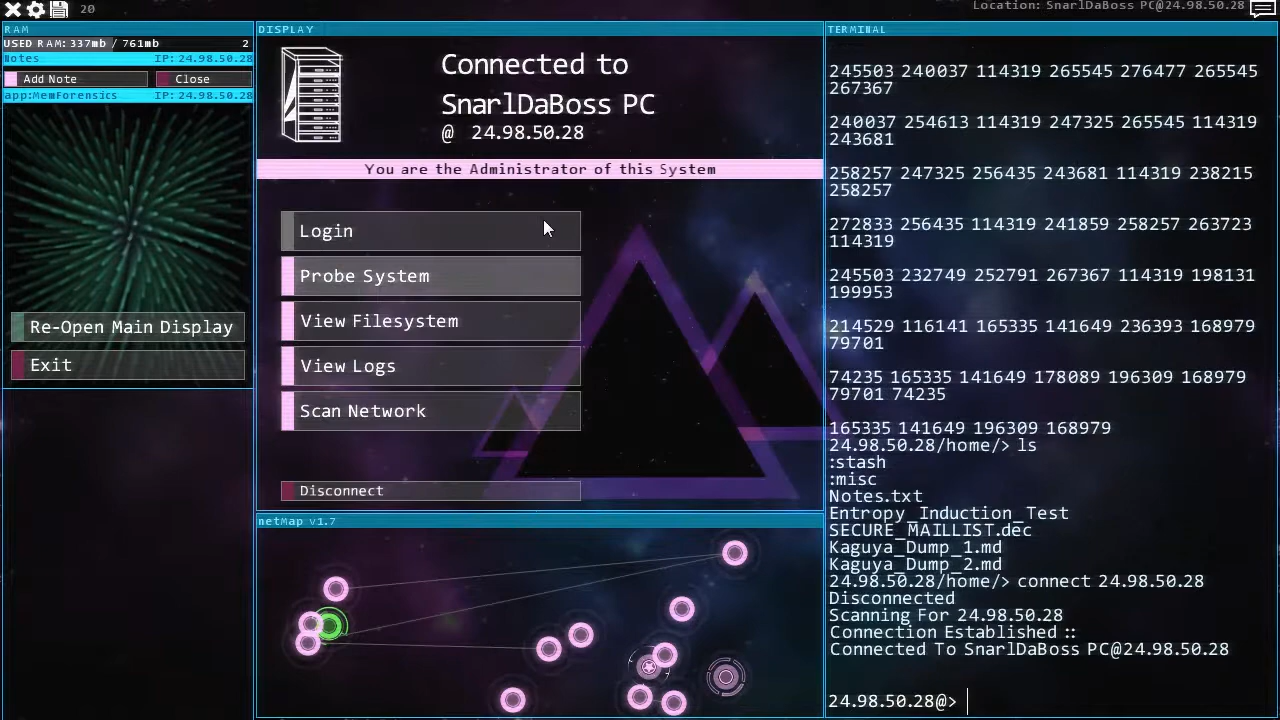 20
Location: SnarlDaBoss PC@24.98.50.28
RAM
USED RAM: 337mb / 761mb 2
Notes IP: 24.98.50.28
Add Note Close
app:MemForensics IP: 24.98.50.28
Re-Open Main Display
Exit
DISPLAY
Connected to
SnarlDaBoss PC
@ 24.98.50.28
You are the Administrator of this System
Login
Probe System
View Filesystem
View Logs
Scan Network
Disconnect
netMap v1.7
TERMINAL
245503 240037 114319 265545 276477 265545
267367
240037 254613 114319 247325 265545 114319
243681
258257 247325 256435 243681 114319 238215
258257
272833 256435 114319 241859 258257 263723
114319
245503 232749 252791 267367 114319 198131
199953
214529 116141 165335 141649 236393 168979
79701
74235 165335 141649 178089 196309 168979
79701 74235
165335 141649 196309 168979
24.98.50.28/home/> ls
:stash
:misc
Notes.txt
Entropy_Induction_Test
SECURE_MAILLIST.dec
Kaguya_Dump_1.md
Kaguya_Dump_2.md
24.98.50.28/home/> connect 24.98.50.28
Disconnected
Scanning For 24.98.50.28
Connection Established ::
Connected To SnarlDaBoss PC@24.98.50.28
24.98.50.28@>